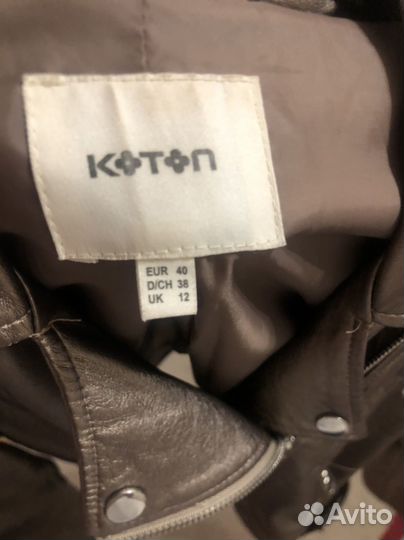 KOTON
EUR 40
D/CH 38
UK 12
Avito